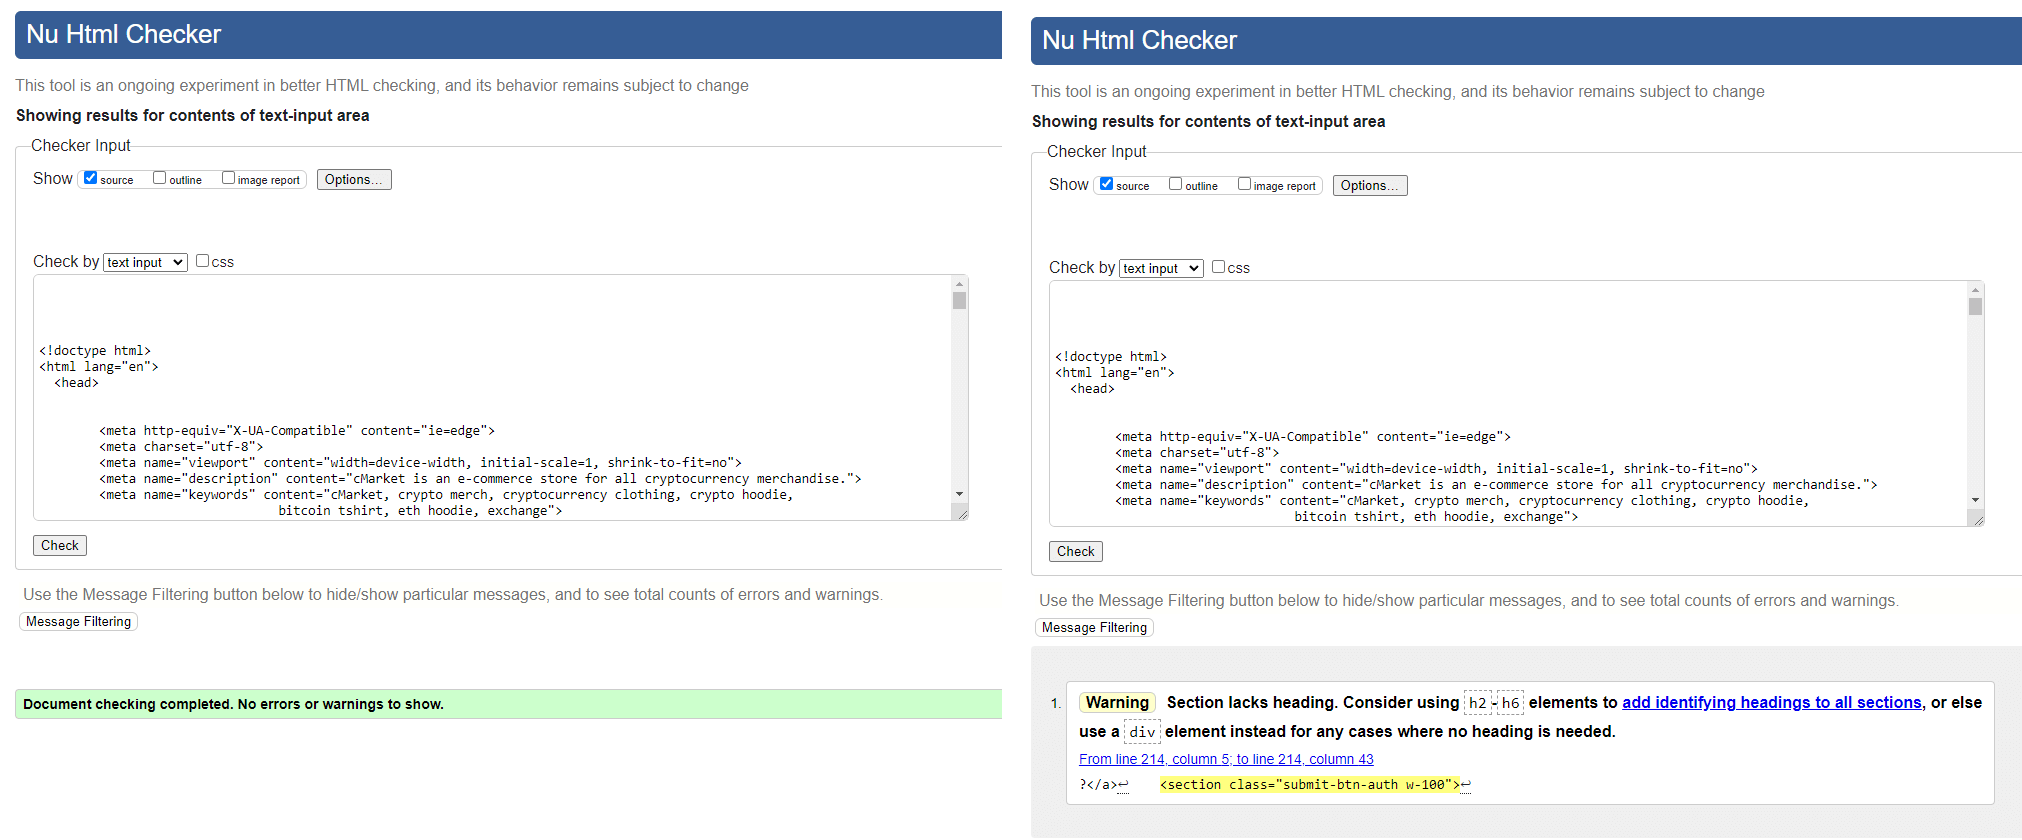 Nu Html Checker
This tool is an ongoing experiment in better HTML checking, and its behavior remains subject to change
Showing results for contents of text-input area
Checker Input
Show source outline image report Options...
Check by text input css
<!doctype html>
<html lang="en">
<head>
<meta http-equiv="X-UA-Compatible" content="ie=edge">
<meta charset="utf-8">
<meta name="viewport" content="width=device-width, initial-scale=1, shrink-to-fit=no">
<meta name="description" content="cMarket is an e-commerce store for all cryptocurrency merchandise.">
<meta name="keywords" content="cMarket, crypto merch, cryptocurrency clothing, crypto hoodie,
bitcoin tshirt, eth hoodie, exchange">
Check
Use the Message Filtering button below to hide/show particular messages, and to see total counts of errors and warnings.
Message Filtering
Document checking completed. No errors or warnings to show.
Nu Html Checker
This tool is an ongoing experiment in better HTML checking, and its behavior remains subject to change
Showing results for contents of text-input area
Checker Input
Show source outline image report Options...
Check by text input css
<!doctype html>
<html lang="en">
<head>
<meta http-equiv="X-UA-Compatible" content="ie=edge">
<meta charset="utf-8">
<meta name="viewport" content="width=device-width, initial-scale=1, shrink-to-fit=no">
<meta name="description" content="cMarket is an e-commerce store for all cryptocurrency merchandise.">
<meta name="keywords" content="cMarket, crypto merch, cryptocurrency clothing, crypto hoodie,
bitcoin tshirt, eth hoodie, exchange">
Check
Use the Message Filtering button below to hide/show particular messages, and to see total counts of errors and warnings.
Message Filtering
1. Warning Section lacks heading. Consider using h2-h6 elements to add identifying headings to all sections, or else
use a div element instead for any cases where no heading is needed.
From line 214, column 5; to line 214, column 43
?</a>↩ <section class="submit-btn-auth w-100">↩